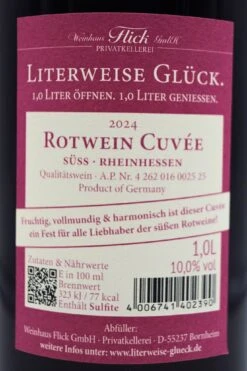 Weinhaus Flick GmbH
PRIVATKELLEREI
LITERWEISE GLÜCK.
1,0 LITER ÖFFNEN. 1,0 LITER GENIESSEN.
2024
ROTWEIN CUVÉE
SÜSS · RHEINHESSEN
Qualitätswein · A.P. Nr. 4 262 016 0025 25
Product of Germany
Fruchtig, vollmundig & harmonisch ist dieser Cuvée
ein Fest für alle Liebhaber der süßen Rotweine!
Zutaten & Nährwerte
E in 100 ml
Brennwert
323 kJ / 77 kcal
Enthält Sulfite
1,0L
10,0% vol
4 006741 402390
Abfüller:
Weinhaus Flick GmbH · Privatkellerei · D-55237 Bornheim
weitere Infos unter: www.literweise-glueck.de